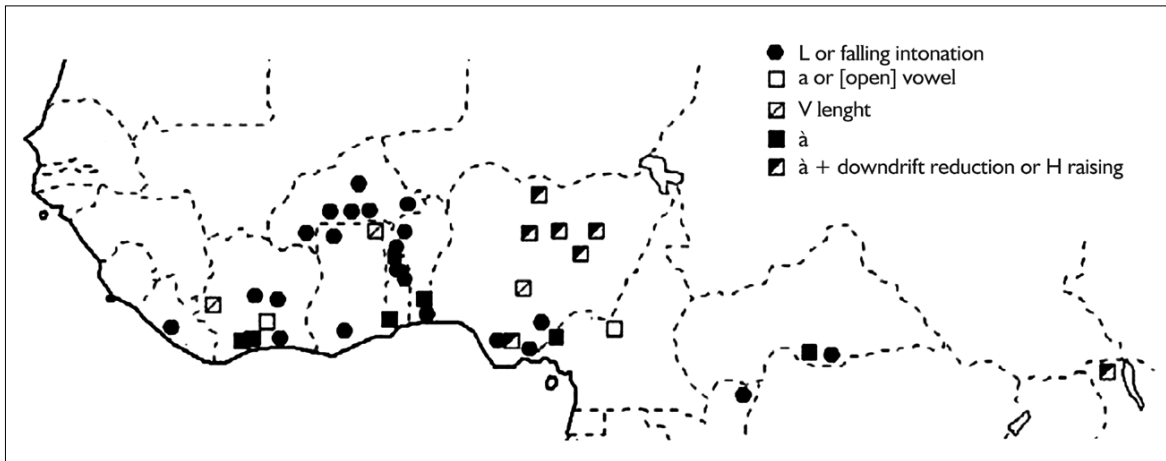 L or falling intonation
a or [open] vowel
V lenght
à
à + downdrift reduction or H raising